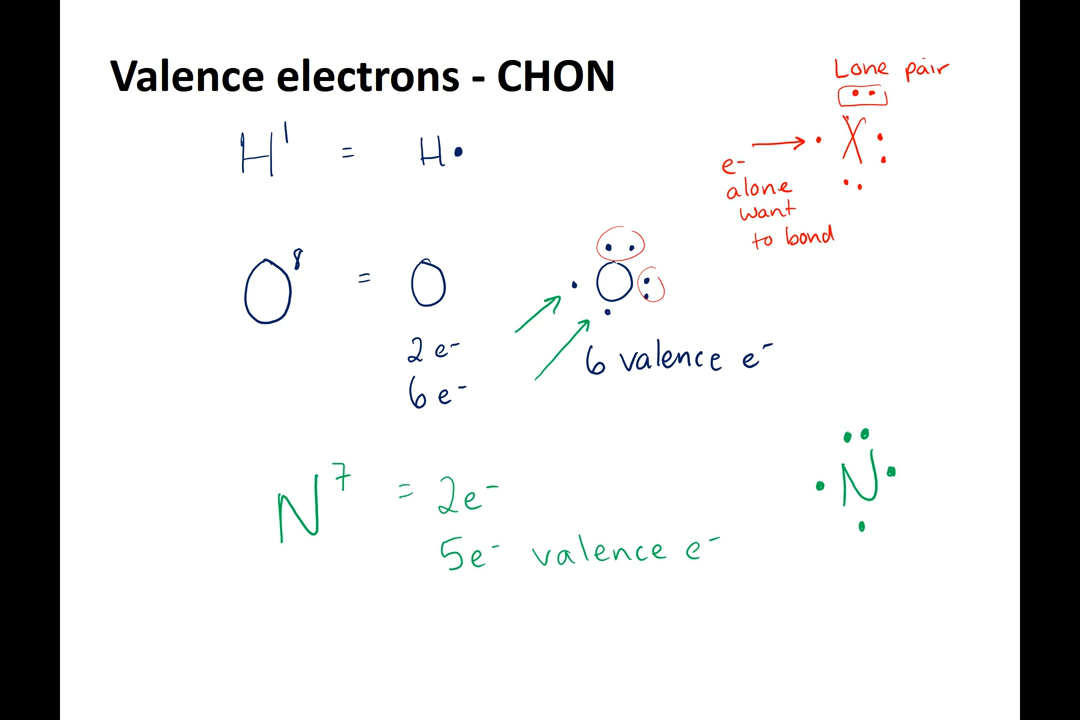 Valence electrons - CHON
Lone pair
X
e-
alone
want
to bond
H¹ = H•
O⁸ = O
O
2 e⁻
6 e⁻
6 valence e⁻
N⁷ = 2e⁻
5e⁻ valence e⁻
N